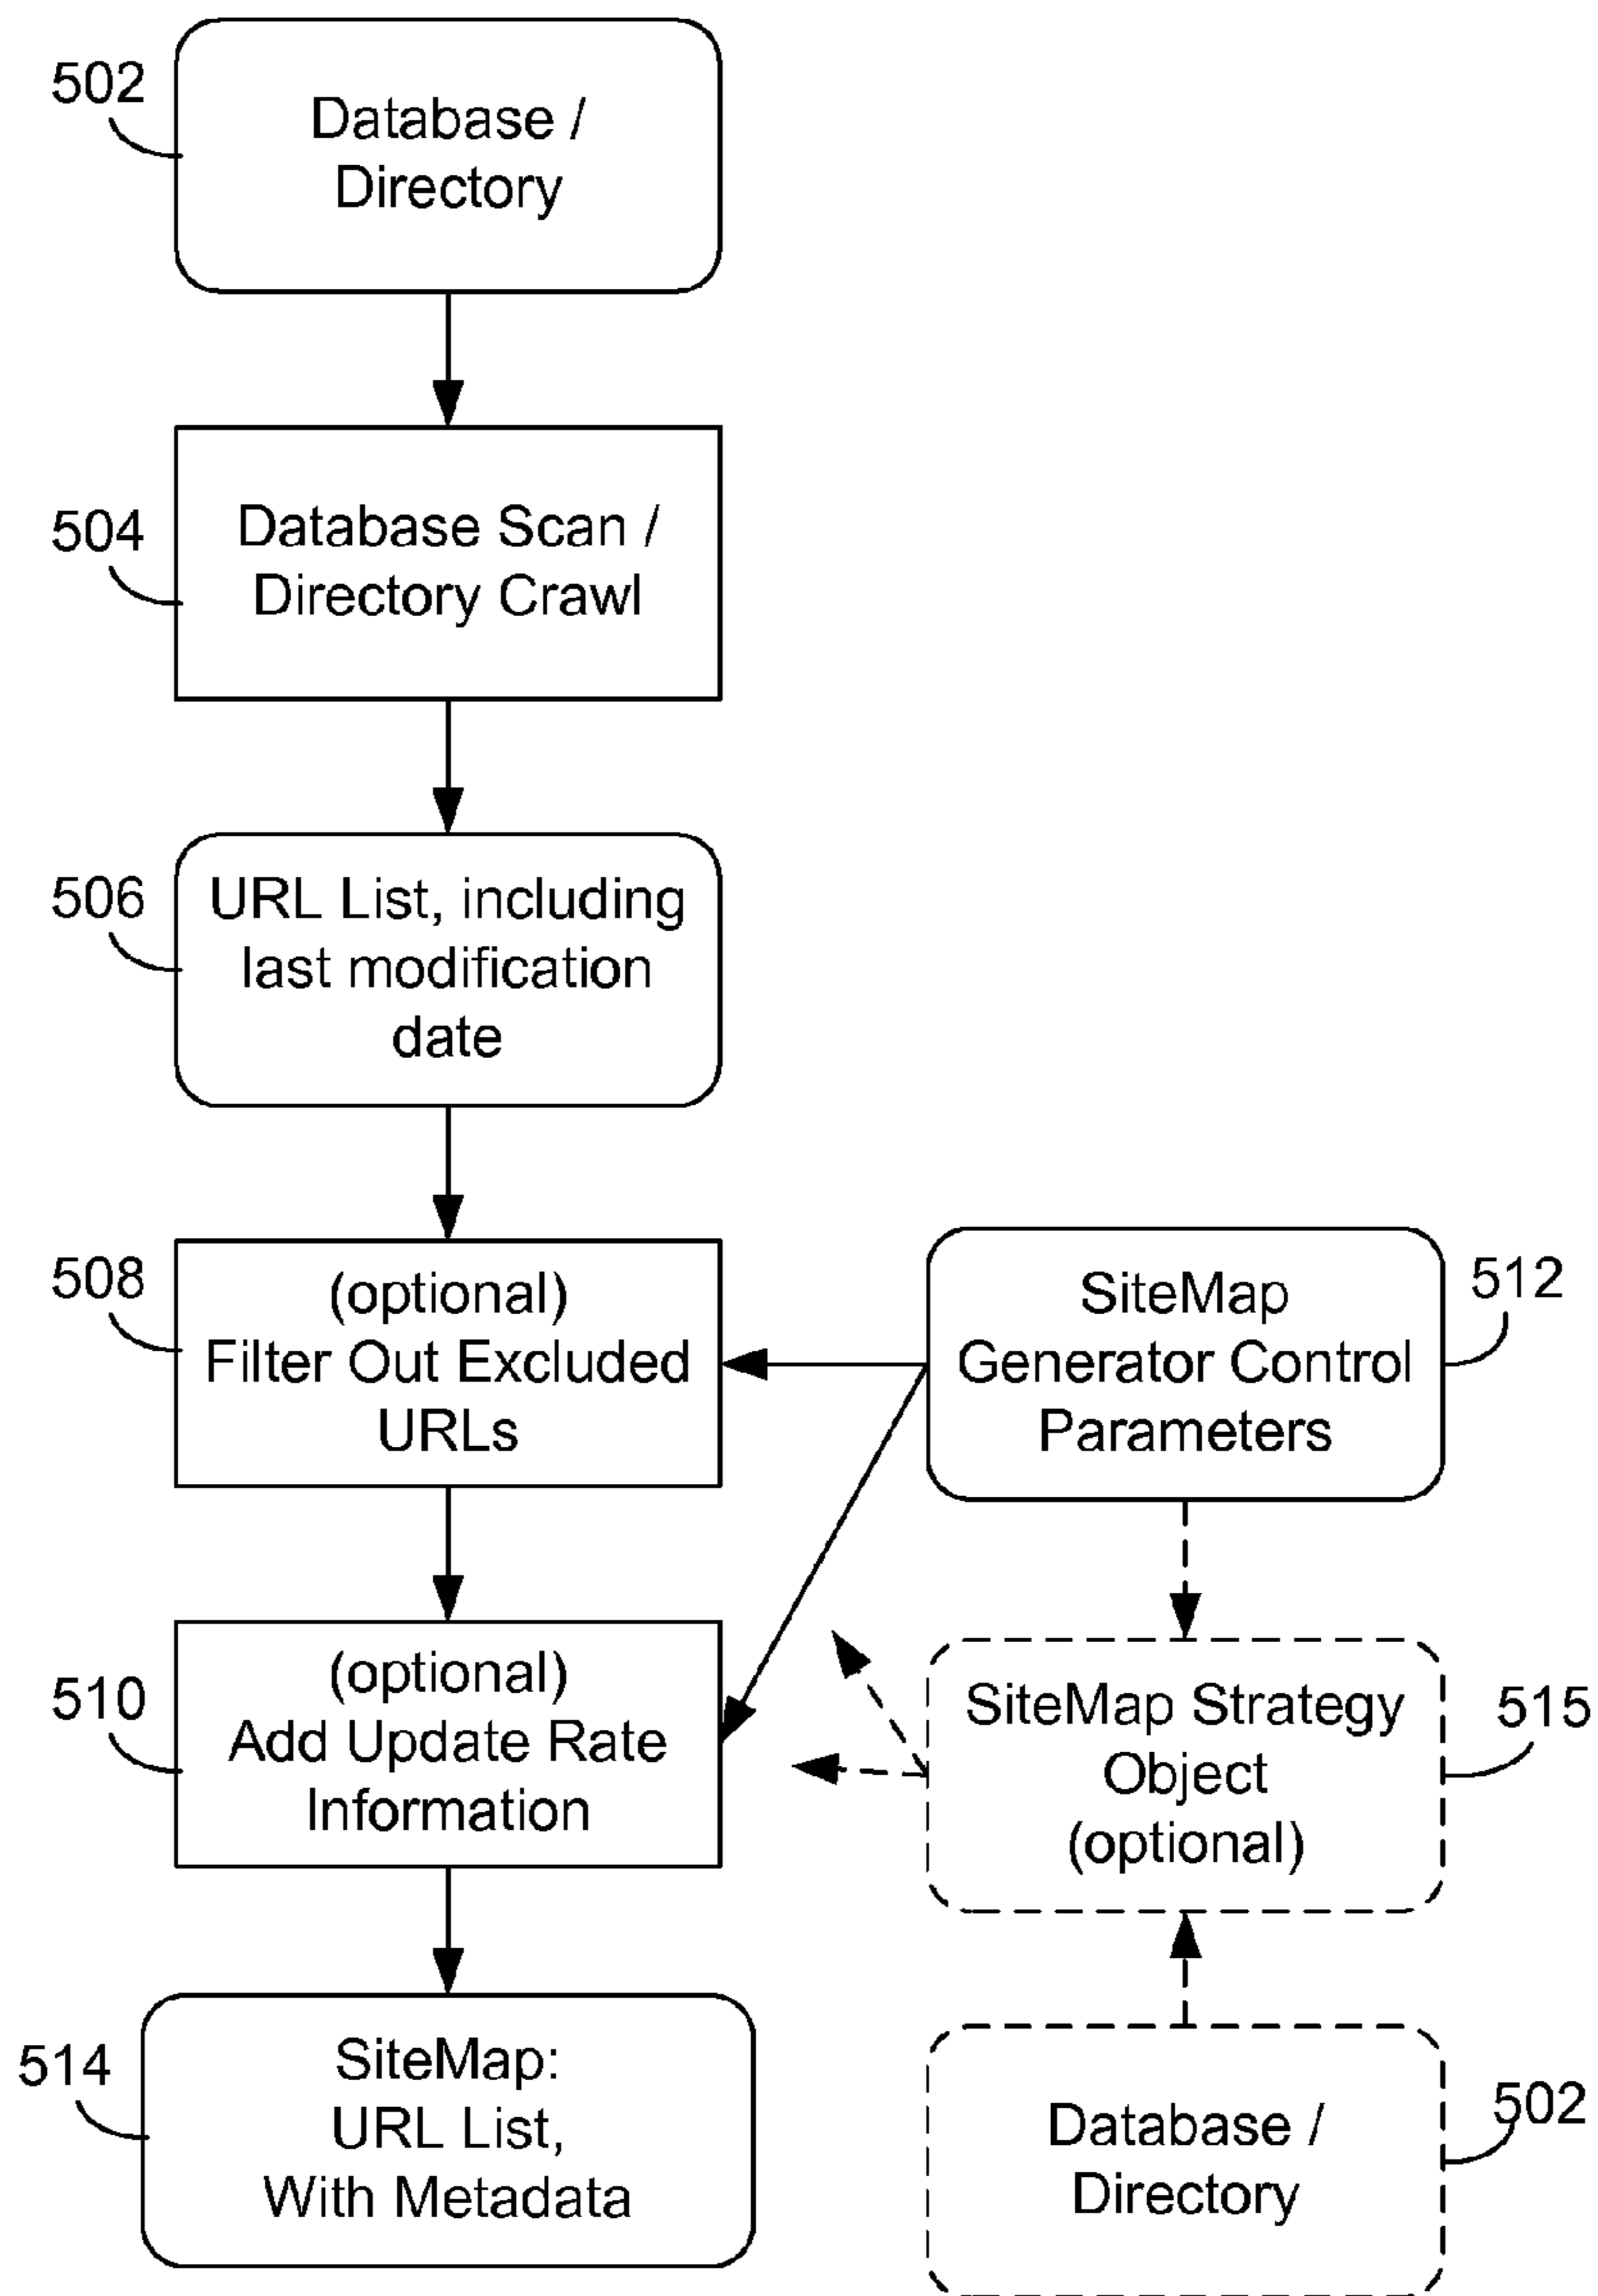 502
Database /
Directory
504
Database Scan /
Directory Crawl
506
URL List, including
last modification
date
508
(optional)
Filter Out Excluded
URLs
SiteMap
Generator Control
Parameters
512
510
(optional)
Add Update Rate
Information
SiteMap Strategy
Object
(optional)
515
514
SiteMap:
URL List,
With Metadata
Database /
Directory
502